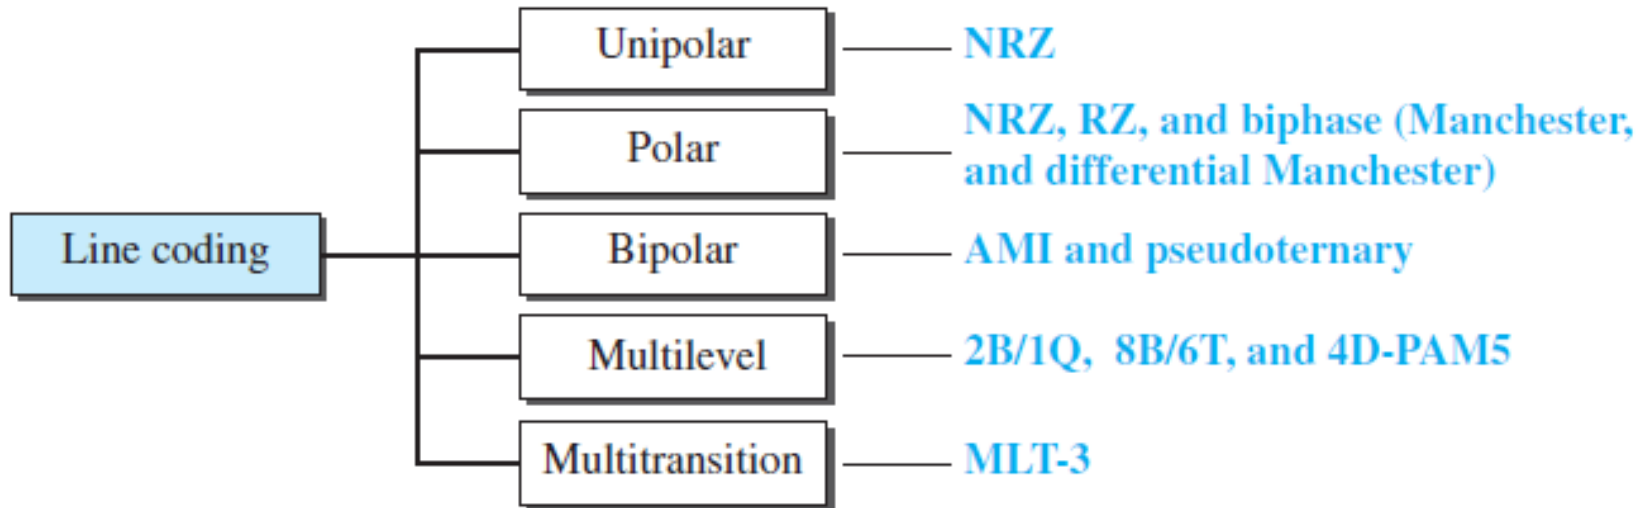 Unipolar
NRZ
Polar
NRZ, RZ, and biphase (Manchester,
and differential Manchester)
Line coding
Bipolar
AMI and pseudoternary
Multilevel
2B/1Q, 8B/6T, and 4D-PAM5
Multitransition
MLT-3